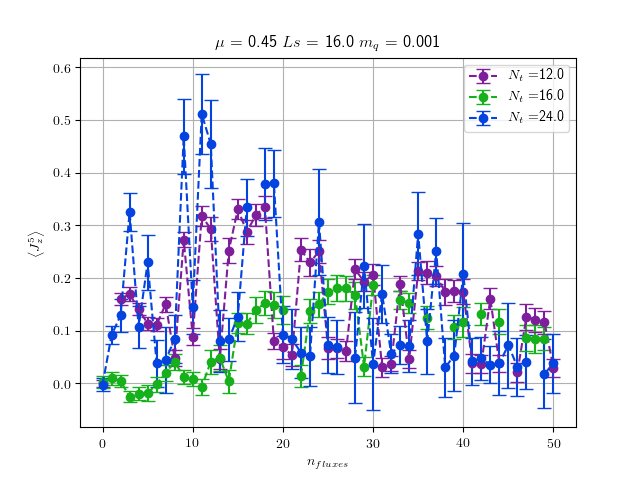 μ = 0.45 Ls = 16.0 m_q = 0.001
N_t =12.0
N_t =16.0
N_t =24.0
⟨J_z^5⟩
0.6
0.5
0.4
0.3
0.2
0.1
0.0
0 10 20 30 40 50
n_{fluxes}